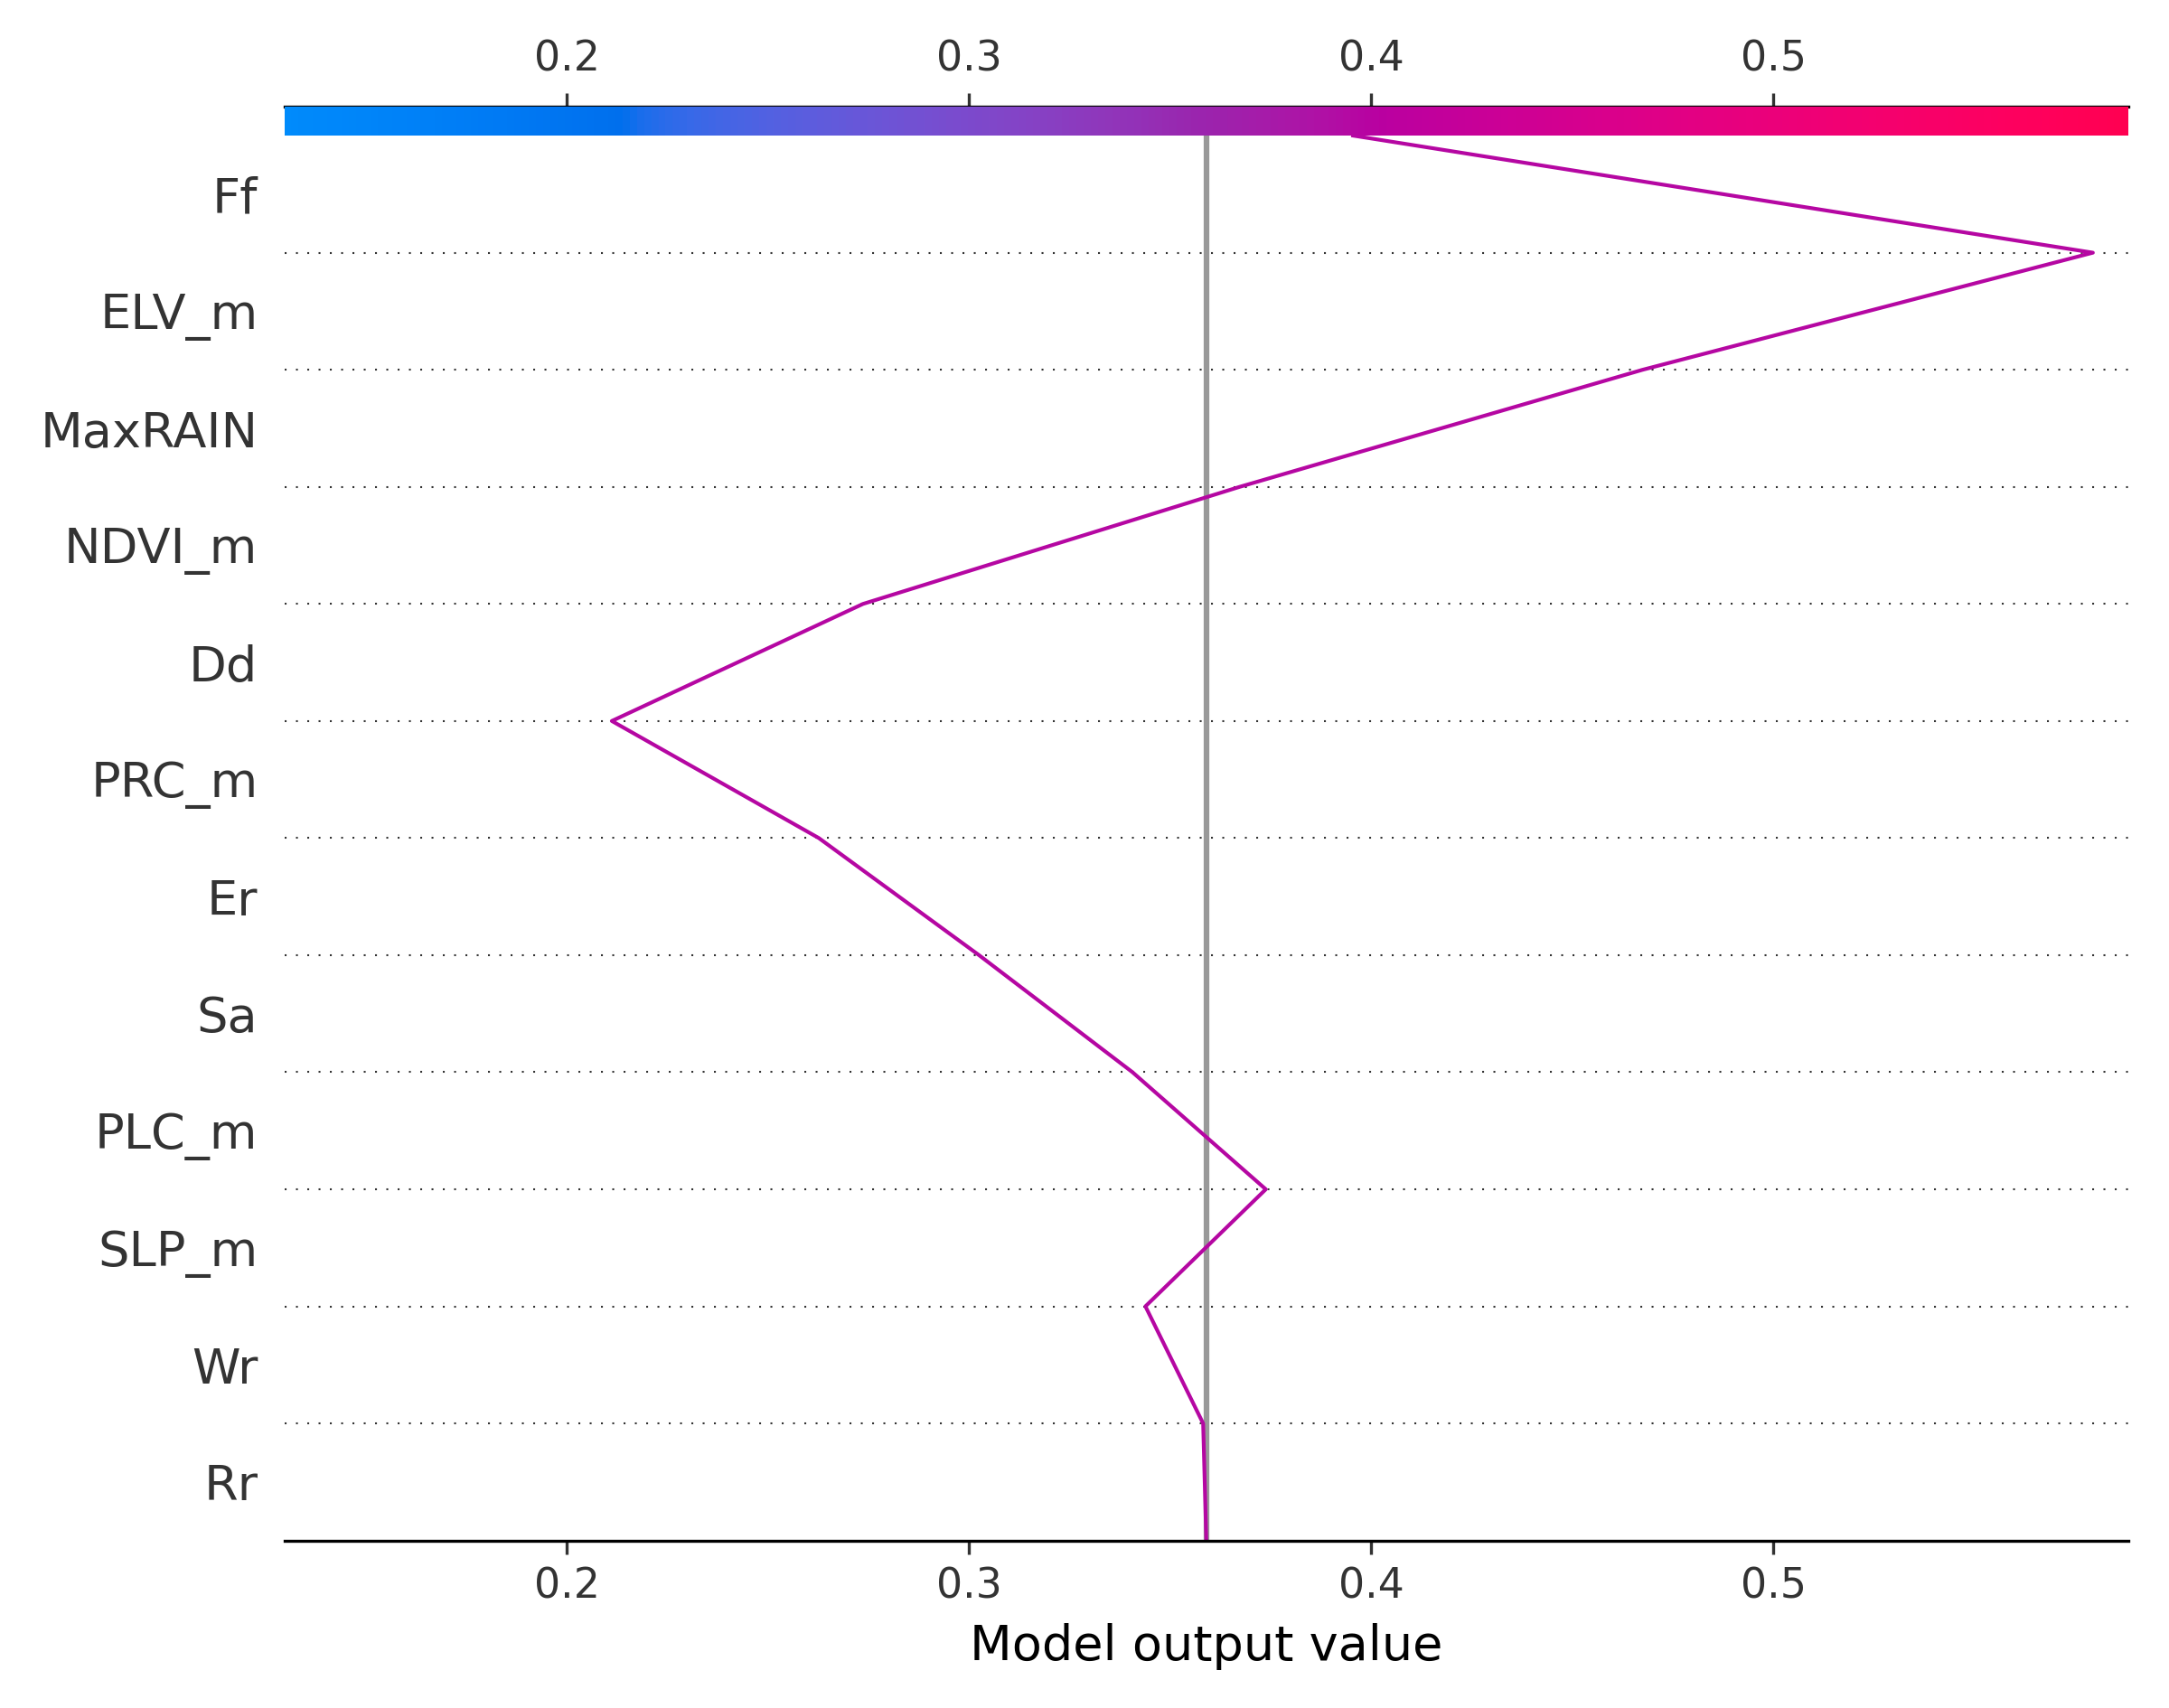 0.2 0.3 0.4 0.5
Ff
ELV_m
MaxRAIN
NDVI_m
Dd
PRC_m
Er
Sa
PLC_m
SLP_m
Wr
Rr
0.2 0.3 0.4 0.5
Model output value